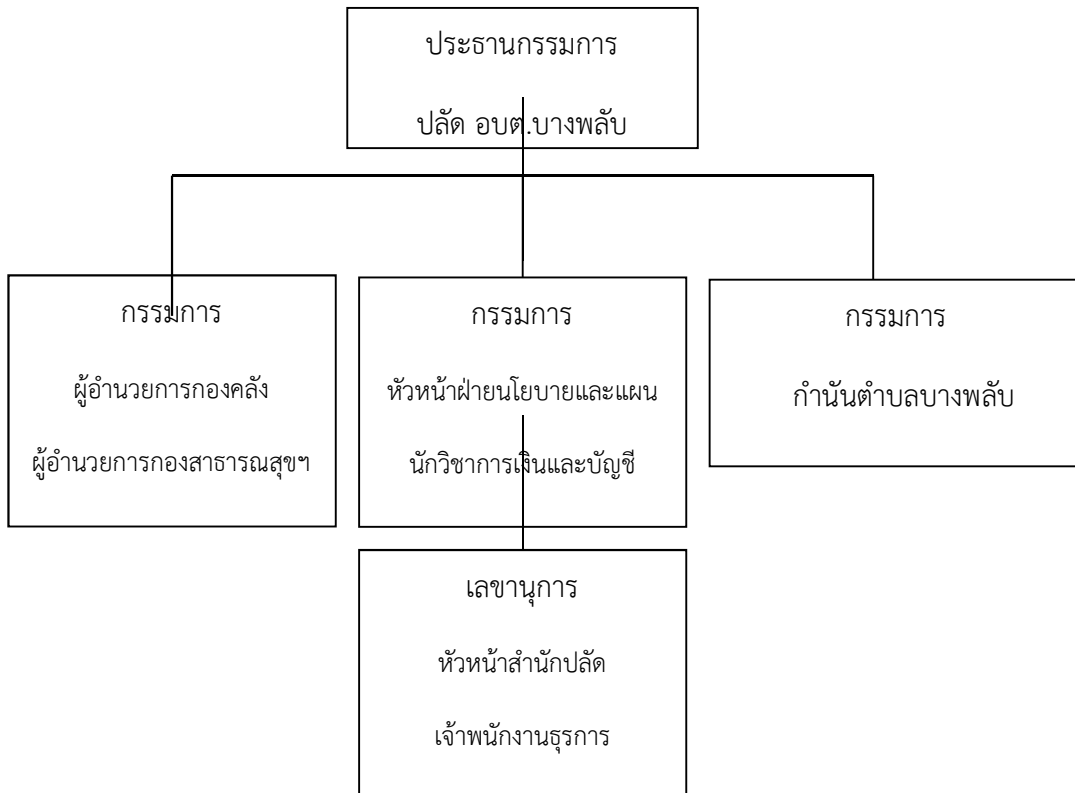 ประธานกรรมการ
ปลัด อบต.บางพลับ
กรรมการ
ผู้อำนวยการกองคลัง
ผู้อำนวยการกองสาธารณสุขฯ
กรรมการ
หัวหน้าฝ่ายนโยบายและแผน
นักวิชาการเงินและบัญชี
กรรมการ
กำนันตำบลบางพลับ
เลขานุการ
หัวหน้าสำนักปลัด
เจ้าพนักงานธุรการ